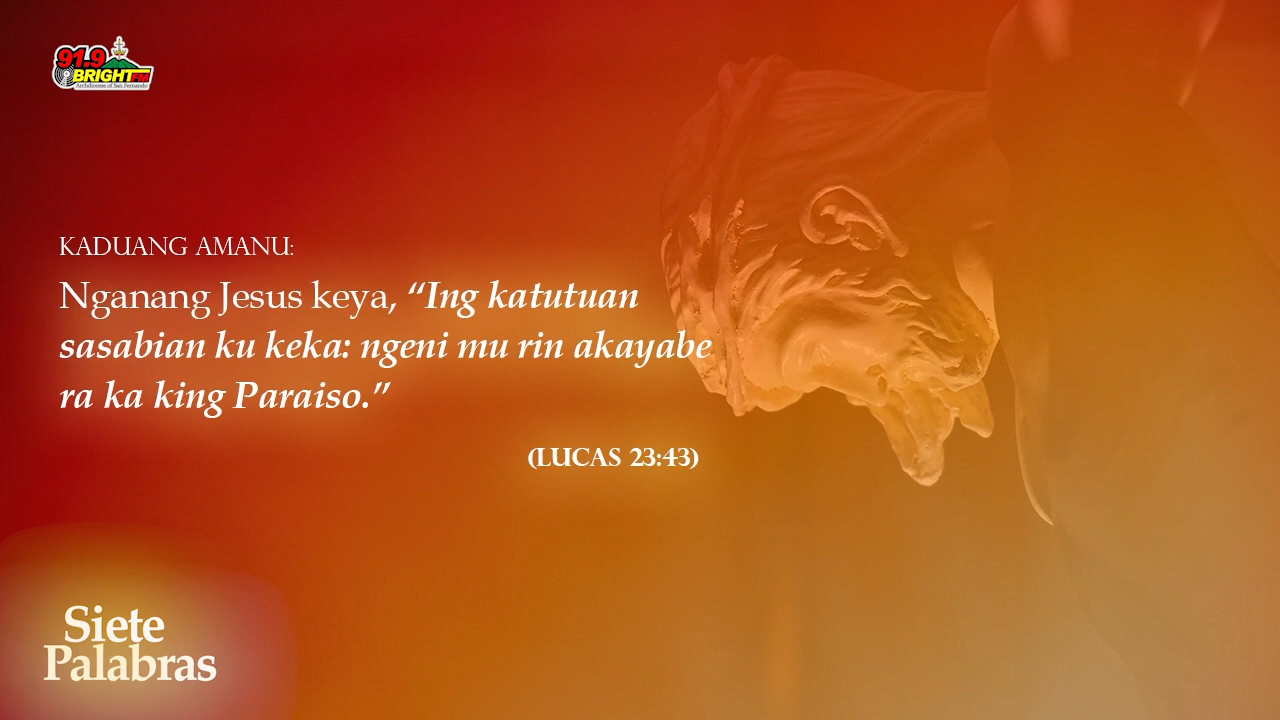 91.9
BRIGHT FM
Archdiocese of San Fernando
KADUANG AMANU:
Nganang Jesus keya, “Ing katutuan
sasabian ku keka: ngeni mu rin akayabe
ra ka king Paraiso.”
(LUCAS 23:43)
Siete
Palabras